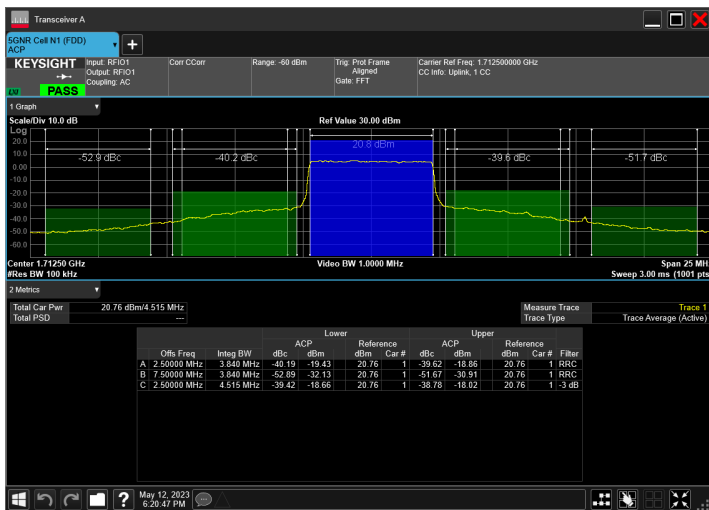 Transceiver A
5GNR Cell N1 (FDD)
ACP
KEYSIGHT
LXI
PASS
Input: RFIO1
Output: RFIO1
Coupling: AC
Corr CCorr
Range: -60 dBm
Trig: Prot Frame
Aligned
Gate: FFT
Carrier Ref Freq: 1.712500000 GHz
CC Info: Uplink, 1 CC
1 Graph
Scale/Div 10.0 dB
Ref Value 30.00 dBm
Log
20.0
10.0
0.00
-10.0
-20.0
-30.0
-40.0
-50.0
-60.0
-52.9 dBc
-40.2 dBc
20.8 dBm
-39.6 dBc
-51.7 dBc
Center 1.71250 GHz
#Res BW 100 kHz
Video BW 1.0000 MHz
Span 25 MH
Sweep 3.00 ms (1001 pts
2 Metrics
Total Car Pwr 20.76 dBm/4.515 MHz
Total PSD ---
Measure Trace Trace 1
Trace Type Trace Average (Active)
Lower Upper
ACP Reference ACP Reference
Offs Freq Integ BW dBc dBm dBm Car # dBc dBm dBm Car # Filter
A 2.50000 MHz 3.840 MHz -40.19 -19.43 20.76 1 -39.62 -18.86 20.76 1 RRC
B 7.50000 MHz 3.840 MHz -52.89 -32.13 20.76 1 -51.67 -30.91 20.76 1 RRC
C 2.50000 MHz 4.515 MHz -39.42 -18.66 20.76 1 -38.78 -18.02 20.76 1 -3 dB
May 12, 2023
6:20:47 PM